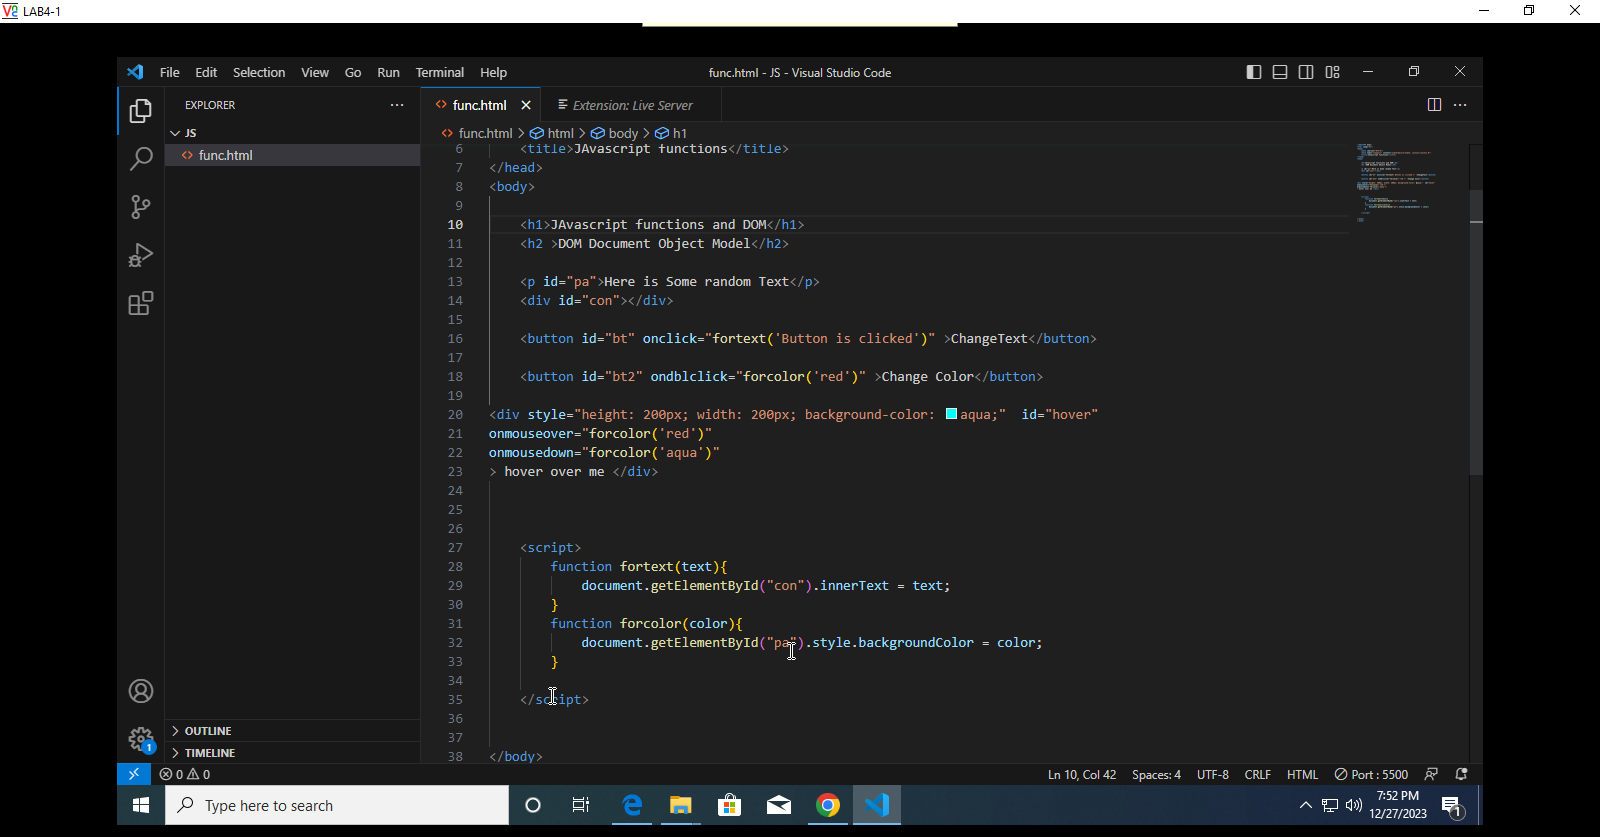 LAB4-1
File Edit Selection View Go Run Terminal Help func.html - JS - Visual Studio Code
EXPLORER
func.html
Extension: Live Server
JS
func.html > html > body > h1
func.html
6 <title>JAvascript functions</title>
7 </head>
8 <body>
9
10 <h1>JAvascript functions and DOM</h1>
11 <h2 >DOM Document Object Model</h2>
12
13 <p id="pa">Here is Some random Text</p>
14 <div id="con"></div>
15
16 <button id="bt" onclick="fortext('Button is clicked')" >ChangeText</button>
17
18 <button id="bt2" ondblclick="forcolor('red')" >Change Color</button>
19
20 <div style="height: 200px; width: 200px; background-color: aqua;"  id="hover"
21 onmouseover="forcolor('red')"
22 onmousedown="forcolor('aqua')"
23 > hover over me </div>
24
25
26
27 <script>
28 function fortext(text){
29 document.getElementById("con").innerText = text;
30 }
31 function forcolor(color){
32 document.getElementById("pa").style.backgroundColor = color;
33 }
34
35 </script>
36
37
38 </body>
OUTLINE
TIMELINE
1
0 0 Ln 10, Col 42 Spaces: 4 UTF-8 CRLF HTML Port : 5500
Type here to search
7:52 PM
12/27/2023
1